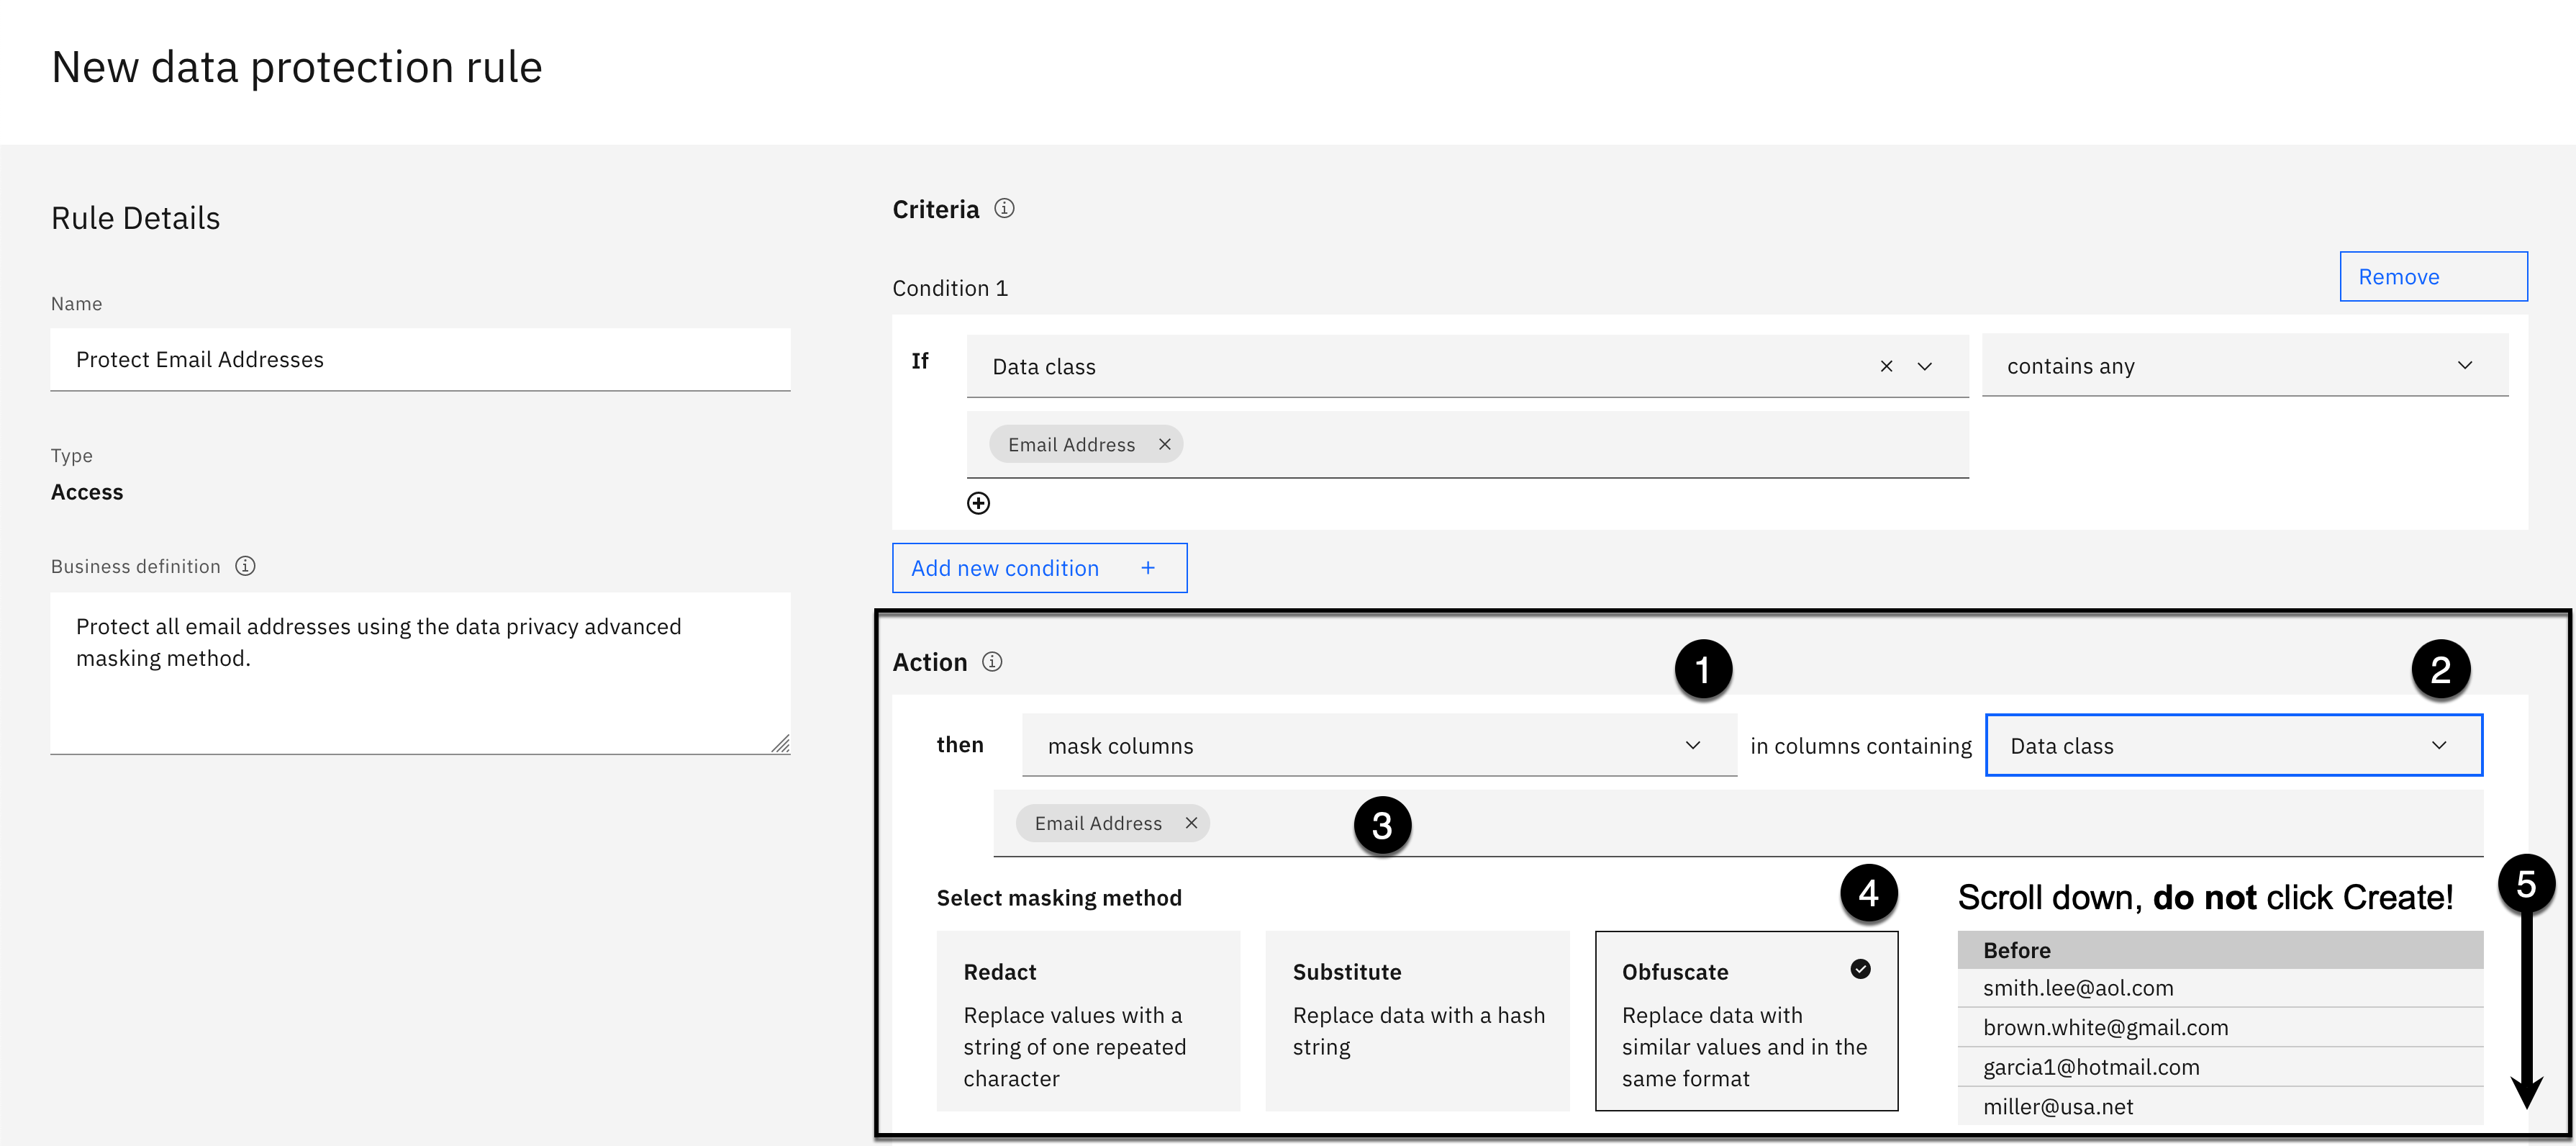 New data protection rule
Rule Details
Name
Protect Email Addresses
Type
Access
Business definition
Protect all email addresses using the data privacy advanced
masking method.
Criteria
Condition 1
Remove
If
Data class
contains any
Email Address
Add new condition +
Action
1
2
then
mask columns
in columns containing
Data class
Email Address
3
Select masking method
4
Scroll down, do not click Create!
5
Redact
Replace values with a
string of one repeated
character
Substitute
Replace data with a hash
string
Obfuscate
Replace data with
similar values and in the
same format
Before
smith.lee@aol.com
brown.white@gmail.com
garcia1@hotmail.com
miller@usa.net